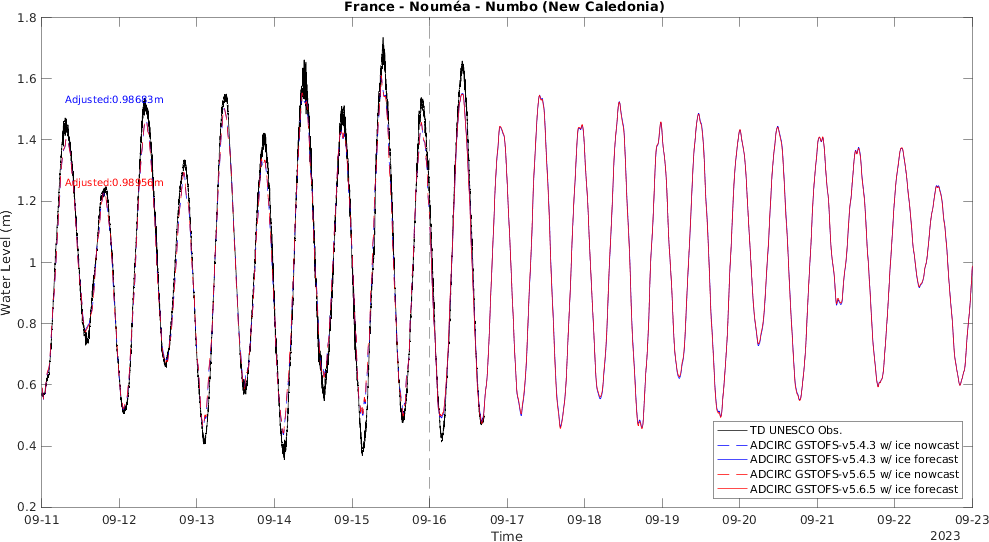 France - Nouméa - Numbo (New Caledonia)
1.8
1.6
1.4
1.2
1
0.8
0.6
0.4
0.2
Water Level (m)
Adjusted:0.98683m
Adjusted:0.98956m
TD UNESCO Obs.
ADCIRC GSTOFS-v5.4.3 w/ ice nowcast
ADCIRC GSTOFS-v5.4.3 w/ ice forecast
ADCIRC GSTOFS-v5.6.5 w/ ice nowcast
ADCIRC GSTOFS-v5.6.5 w/ ice forecast
09-11 09-12 09-13 09-14 09-15 09-16 09-17 09-18 09-19 09-20 09-21 09-22 09-23
Time
2023